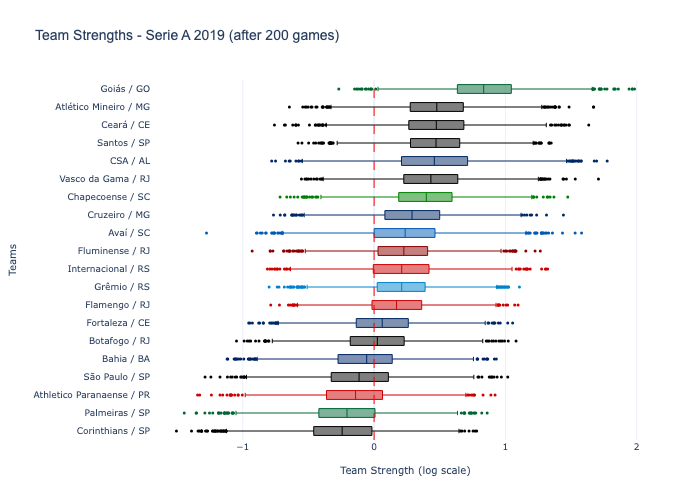 Team Strengths - Serie A 2019 (after 200 games)
Goiás / GO
Atlético Mineiro / MG
Ceará / CE
Santos / SP
CSA / AL
Vasco da Gama / RJ
Chapecoense / SC
Cruzeiro / MG
Avaí / SC
Fluminense / RJ
Internacional / RS
Grêmio / RS
Flamengo / RJ
Fortaleza / CE
Botafogo / RJ
Bahia / BA
São Paulo / SP
Athletico Paranaense / PR
Palmeiras / SP
Corinthians / SP
Teams
−1 0 1 2
Team Strength (log scale)